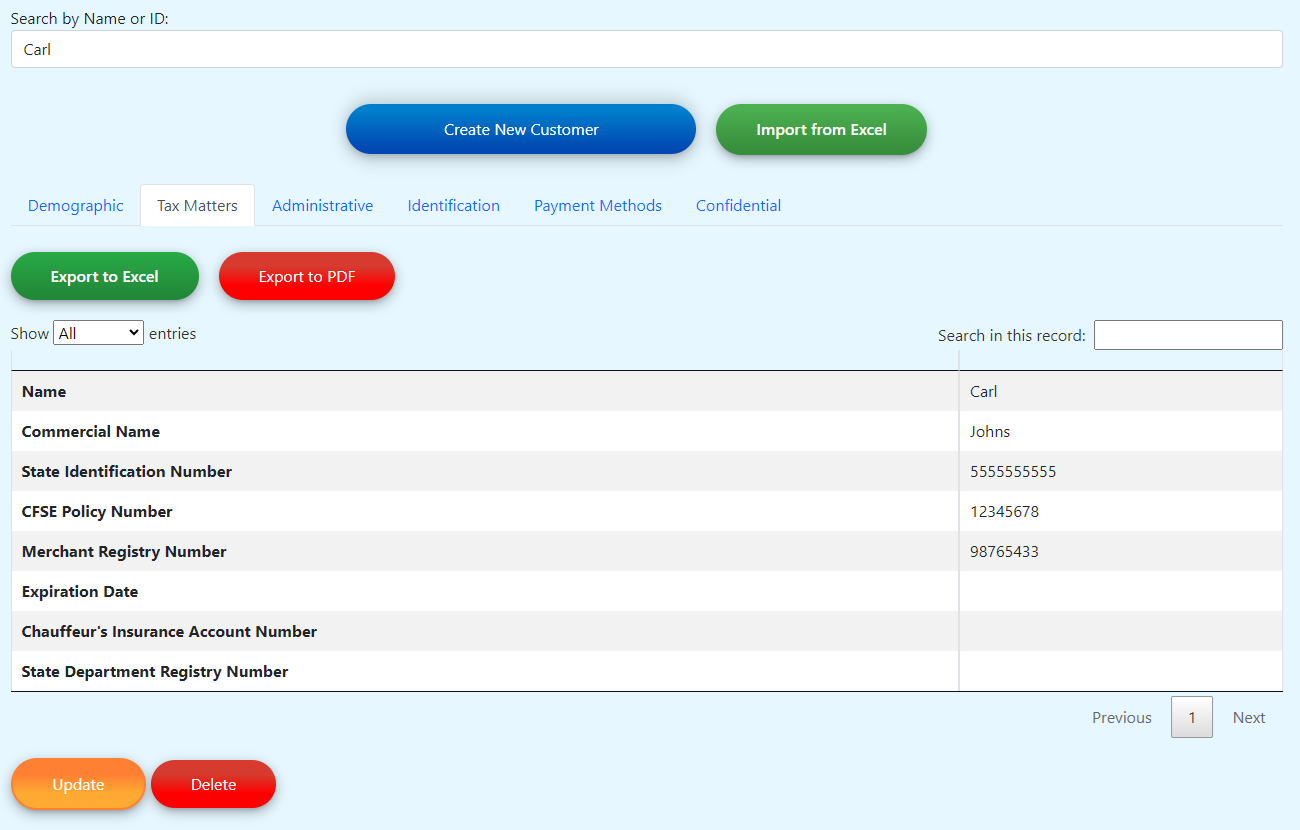 Search by Name or ID:
Carl
Create New Customer Import from Excel
Demographic Tax Matters Administrative Identification Payment Methods Confidential
Export to Excel Export to PDF
Show All entries Search in this record:
Name Carl
Commercial Name Johns
State Identification Number 5555555555
CFSE Policy Number 12345678
Merchant Registry Number 98765433
Expiration Date
Chauffeur's Insurance Account Number
State Department Registry Number
Previous 1 Next
Update Delete